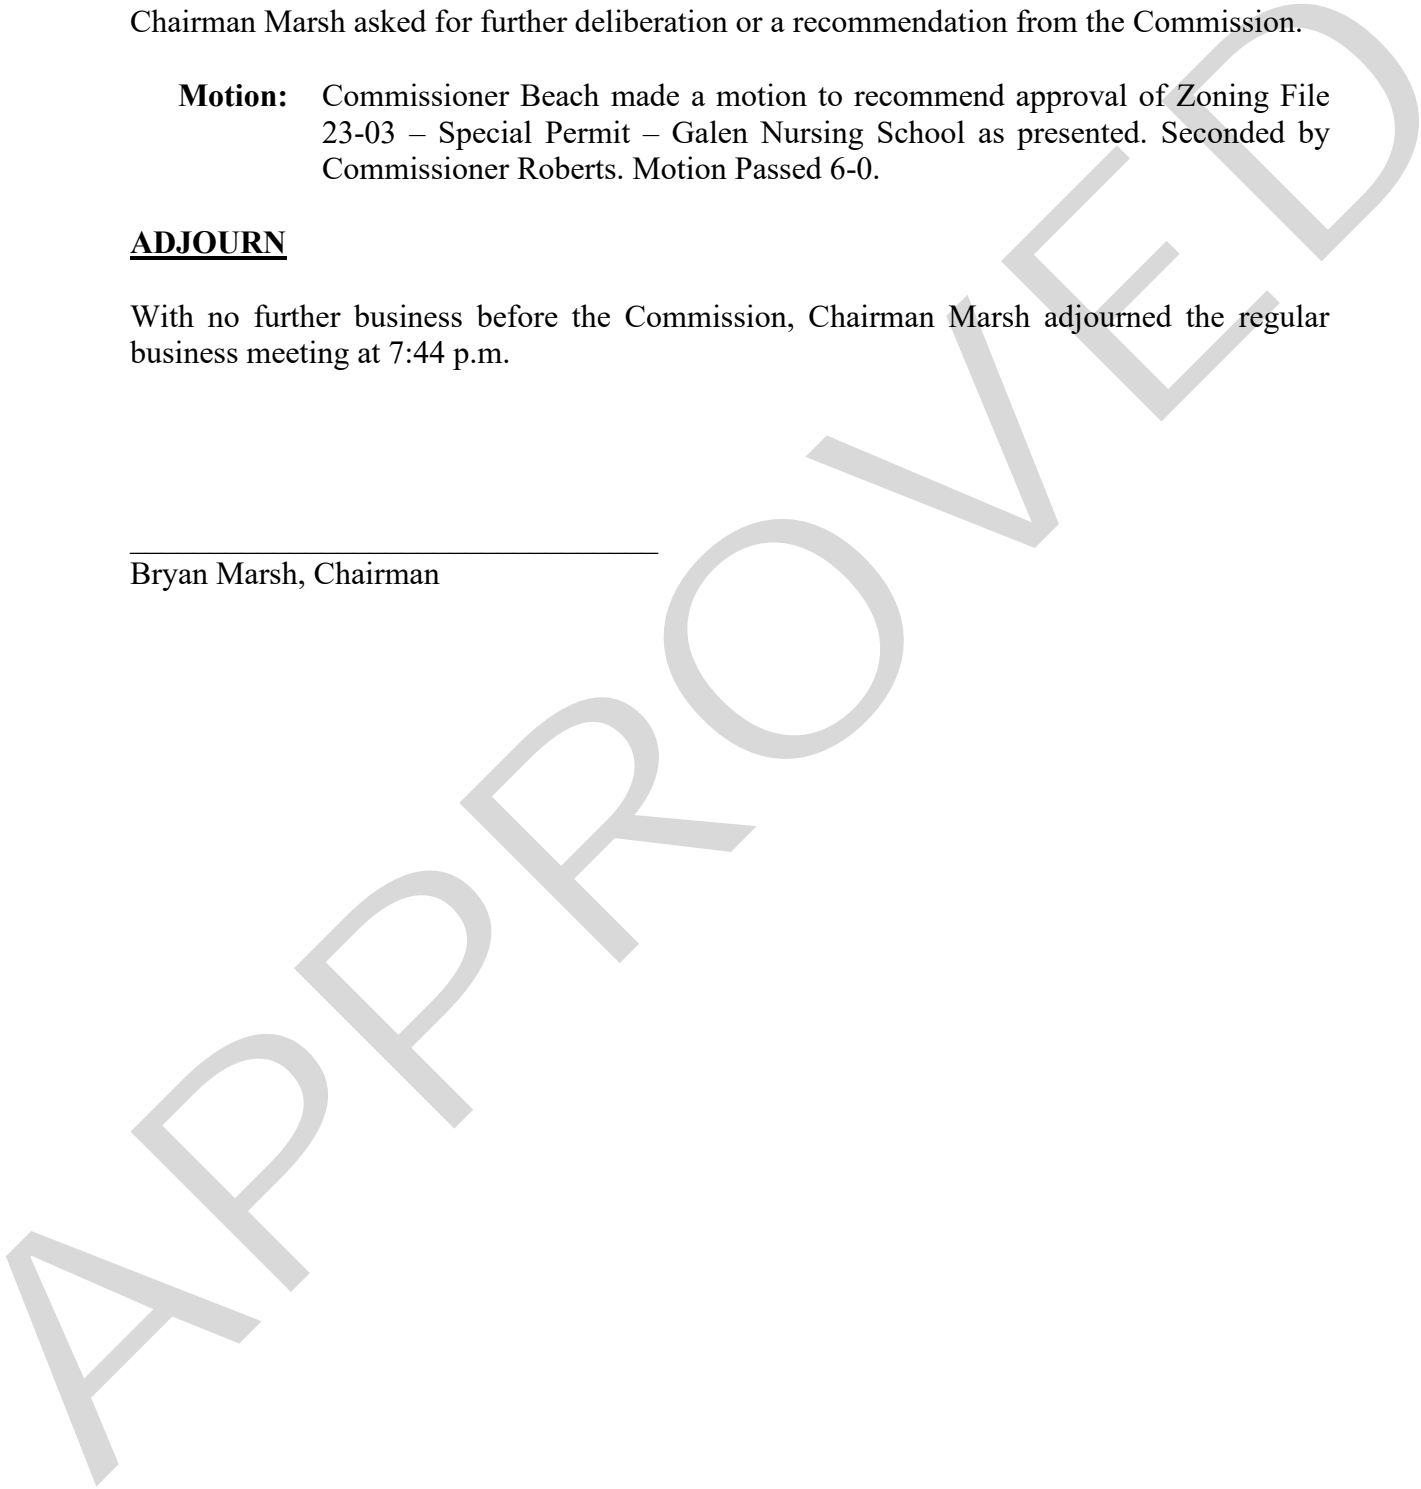 Chairman Marsh asked for further deliberation or a recommendation from the Commission.
Motion: Commissioner Beach made a motion to recommend approval of Zoning File
23-03 – Special Permit – Galen Nursing School as presented. Seconded by
Commissioner Roberts. Motion Passed 6-0.
ADJOURN
With no further business before the Commission, Chairman Marsh adjourned the regular
business meeting at 7:44 p.m.
Bryan Marsh, Chairman
APPROVED